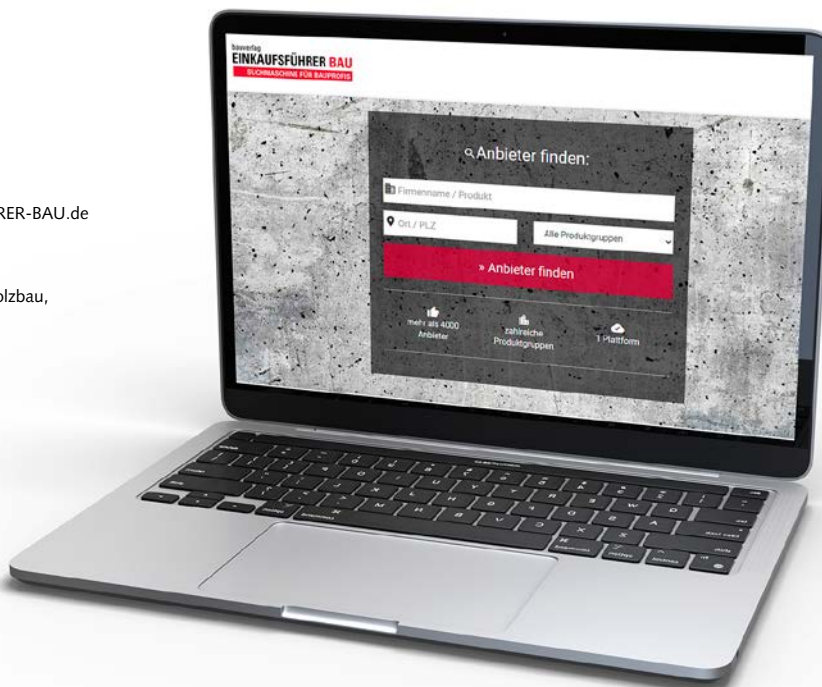 RER-BAU.de
olzbau,
bauverlag
EINKAUFSFÜHRER BAU
SUCHMASCHINE FÜR BAUPROFIS
Anbieter finden:
Firmenname / Produkt
Ort / PLZ
Alle Produktgruppen
» Anbieter finden
mehr als 4000
Anbieter
zahlreiche
Produktgruppen
1 Plattform